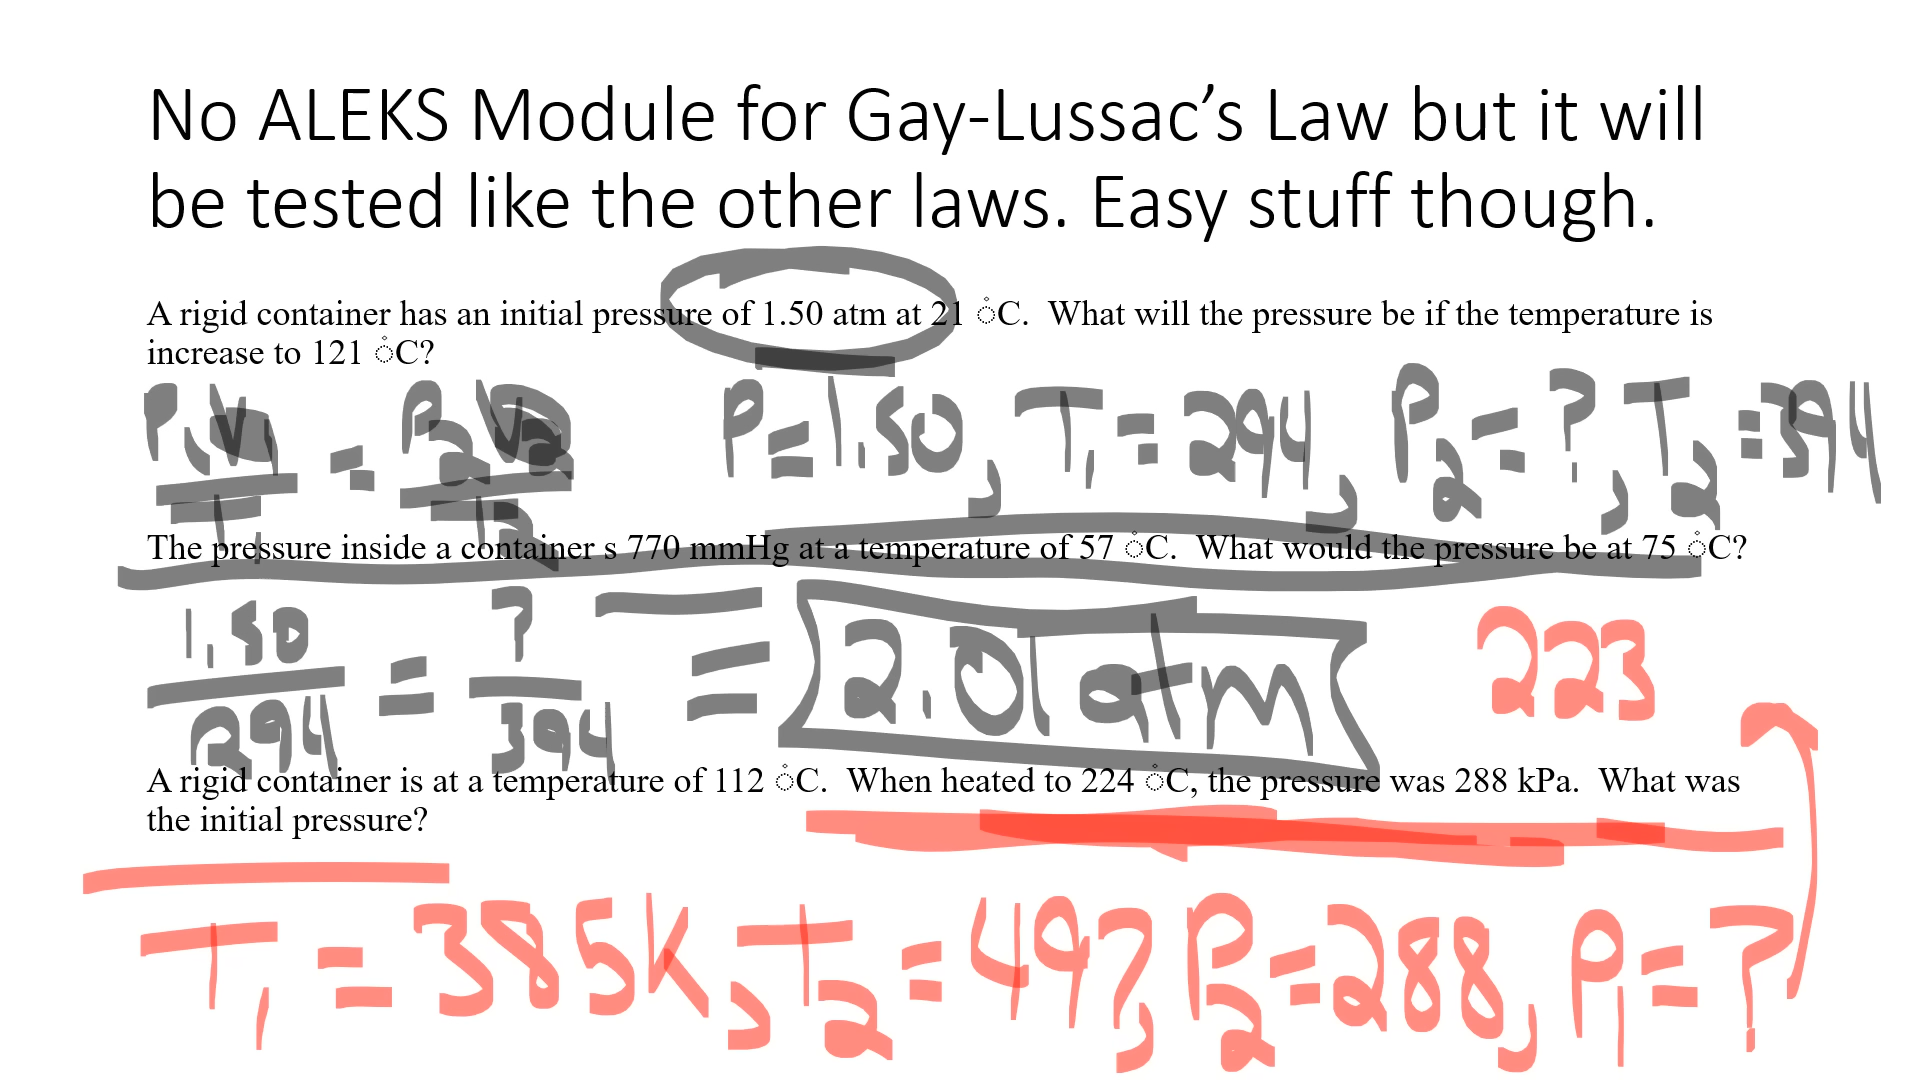 No ALEKS Module for Gay-Lussac’s Law but it will
be tested like the other laws. Easy stuff though.
A rigid container has an initial pressure of 1.50 atm at 21 ◌̊C.  What will the pressure be if the temperature is
increase to 121 ◌̊C?
P₁V₁/T₁ = P₂V₂/T₂  P=1.50, T₁=294, P₂=?, T₂=394
The pressure inside a container s 770 mmHg at a temperature of 57 ◌̊C.  What would the pressure be at 75 ◌̊C?
1.50/294 = ?/394 = 2.01 atm  223
A rigid container is at a temperature of 112 ◌̊C.  When heated to 224 ◌̊C, the pressure was 288 kPa.  What was
the initial pressure?
T₁=385K, T₂=497, P₂=288, P₁=?